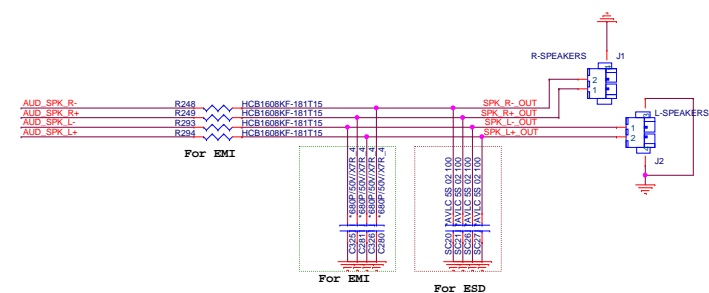 R-SPEAKERS J1
2
1
AUD_SPK_R- R248 HCB1608KF-181T15 SPK_R-_OUT
AUD_SPK_R+ R249 HCB1608KF-181T15 SPK_R+_OUT
AUD_SPK_L- R293 HCB1608KF-181T15 SPK_L-_OUT
AUD_SPK_L+ R294 HCB1608KF-181T15 SPK_L+_OUT
L-SPEAKERS
1
2
J2
For EMI
*680P/50V/X7R_4
*680P/50V/X7R_4
*680P/50V/X7R_4
*680P/50V/X7R_4
C325
C281
C326
C280
*AVLC 5S 02 100
*AVLC 5S 02 100
*AVLC 5S 02 100
*AVLC 5S 02 100
SC20
SC21
SC26
SC27
For EMI
For ESD